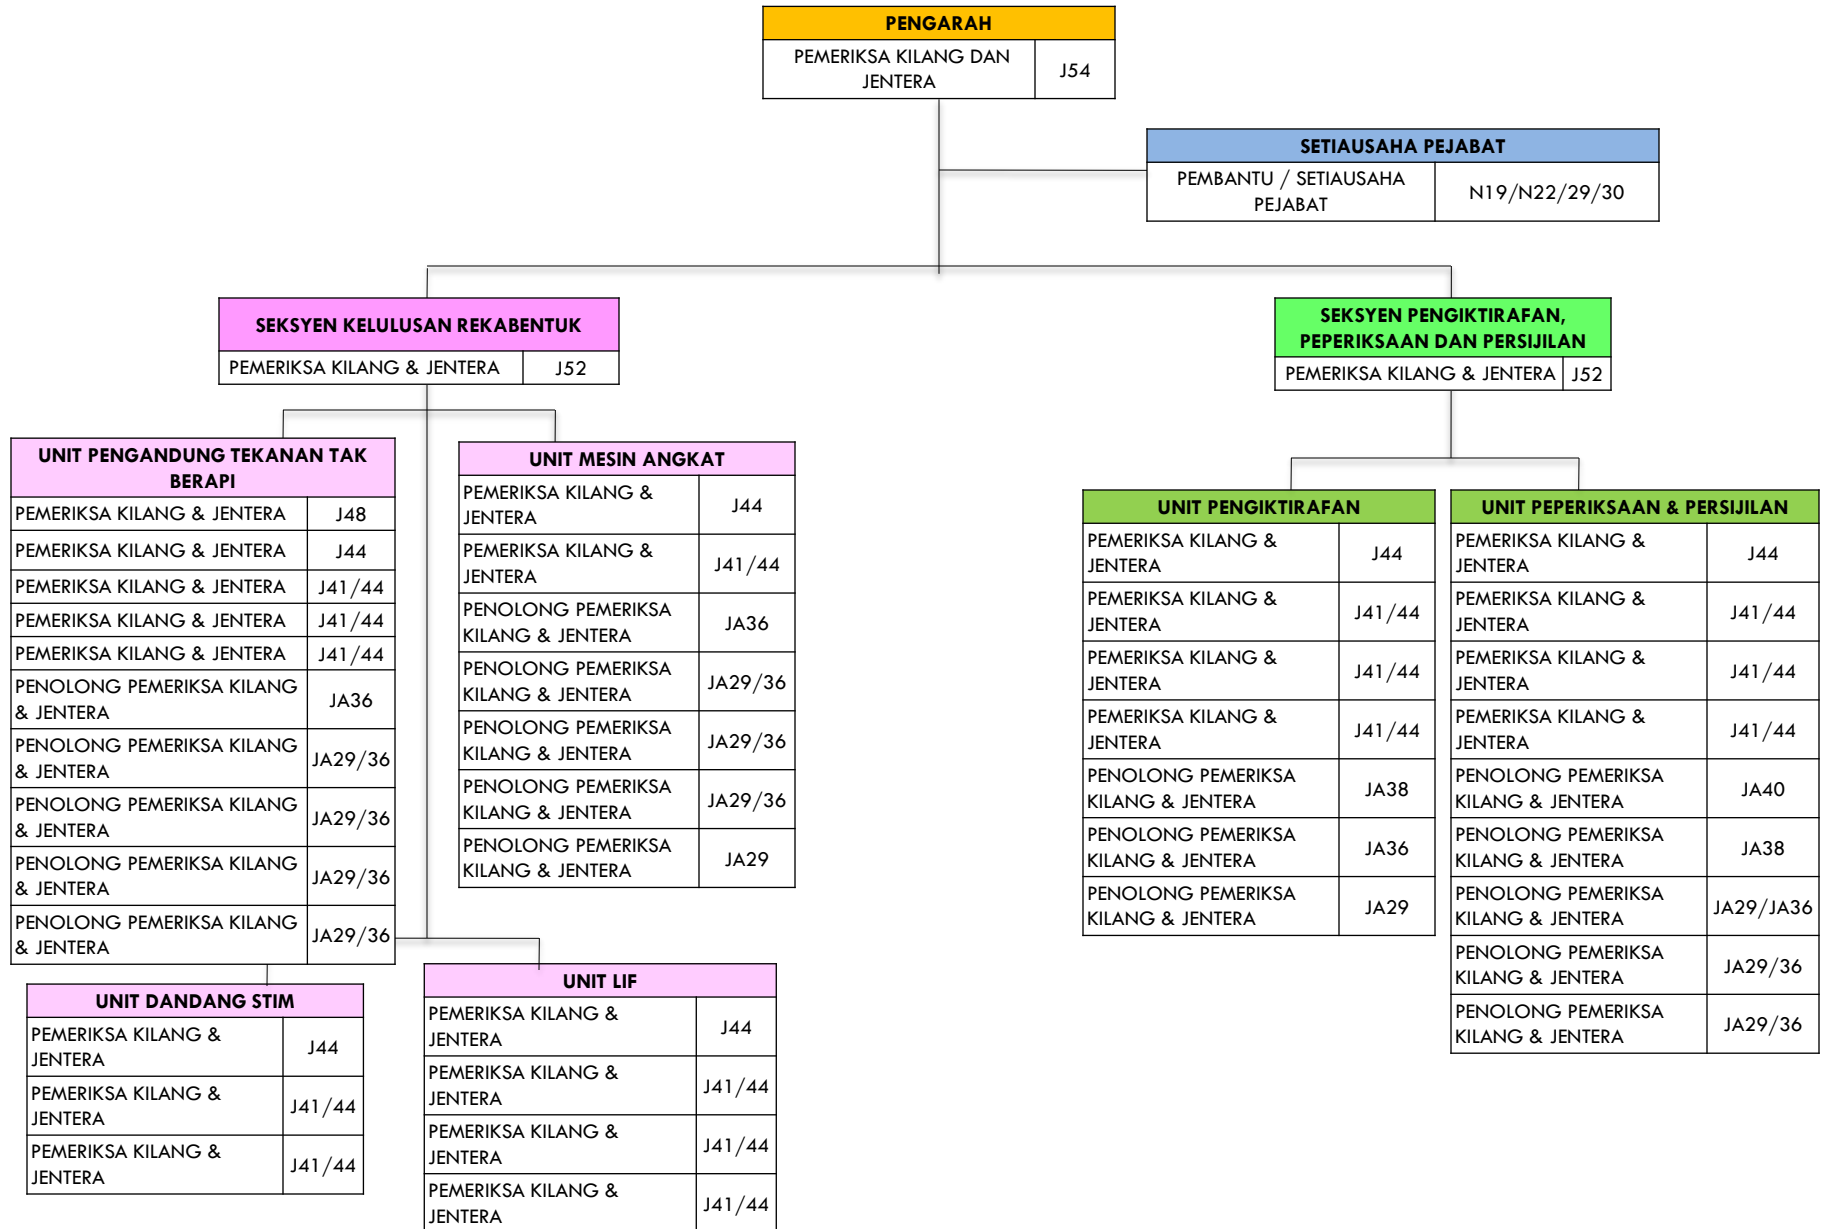 PENGARAH
PEMERIKSA KILANG DAN
JENTERA
J54
SETIAUSAHA PEJABAT
PEMBANTU / SETIAUSAHA
PEJABAT
N19/N22/29/30
SEKSYEN KELULUSAN REKABENTUK
PEMERIKSA KILANG & JENTERA
J52
SEKSYEN PENGIKTIRAFAN,
PEPERIKSAAN DAN PERSIJILAN
PEMERIKSA KILANG & JENTERA
J52
UNIT PENGANDUNG TEKANAN TAK
BERAPI
PEMERIKSA KILANG & JENTERA
J48
PEMERIKSA KILANG & JENTERA
J44
PEMERIKSA KILANG & JENTERA
J41/44
PEMERIKSA KILANG & JENTERA
J41/44
PEMERIKSA KILANG & JENTERA
J41/44
PENOLONG PEMERIKSA KILANG
& JENTERA
JA36
PENOLONG PEMERIKSA KILANG
& JENTERA
JA29/36
PENOLONG PEMERIKSA KILANG
& JENTERA
JA29/36
PENOLONG PEMERIKSA KILANG
& JENTERA
JA29/36
PENOLONG PEMERIKSA KILANG
& JENTERA
JA29/36
UNIT MESIN ANGKAT
PEMERIKSA KILANG &
JENTERA
J44
PEMERIKSA KILANG &
JENTERA
J41/44
PENOLONG PEMERIKSA
KILANG & JENTERA
JA36
PENOLONG PEMERIKSA
KILANG & JENTERA
JA29/36
PENOLONG PEMERIKSA
KILANG & JENTERA
JA29/36
PENOLONG PEMERIKSA
KILANG & JENTERA
JA29/36
PENOLONG PEMERIKSA
KILANG & JENTERA
JA29
UNIT PENGIKTIRAFAN
PEMERIKSA KILANG &
JENTERA
J44
PEMERIKSA KILANG &
JENTERA
J41/44
PEMERIKSA KILANG &
JENTERA
J41/44
PEMERIKSA KILANG &
JENTERA
J41/44
PENOLONG PEMERIKSA
KILANG & JENTERA
JA38
PENOLONG PEMERIKSA
KILANG & JENTERA
JA36
PENOLONG PEMERIKSA
KILANG & JENTERA
JA29
UNIT PEPERIKSAAN & PERSIJILAN
PEMERIKSA KILANG &
JENTERA
J44
PEMERIKSA KILANG &
JENTERA
J41/44
PEMERIKSA KILANG &
JENTERA
J41/44
PEMERIKSA KILANG &
JENTERA
J41/44
PENOLONG PEMERIKSA
KILANG & JENTERA
JA40
PENOLONG PEMERIKSA
KILANG & JENTERA
JA38
PENOLONG PEMERIKSA
KILANG & JENTERA
JA29/JA36
PENOLONG PEMERIKSA
KILANG & JENTERA
JA29/36
PENOLONG PEMERIKSA
KILANG & JENTERA
JA29/36
UNIT DANDANG STIM
PEMERIKSA KILANG &
JENTERA
J44
PEMERIKSA KILANG &
JENTERA
J41/44
PEMERIKSA KILANG &
JENTERA
J41/44
UNIT LIF
PEMERIKSA KILANG &
JENTERA
J44
PEMERIKSA KILANG &
JENTERA
J41/44
PEMERIKSA KILANG &
JENTERA
J41/44
PEMERIKSA KILANG &
JENTERA
J41/44